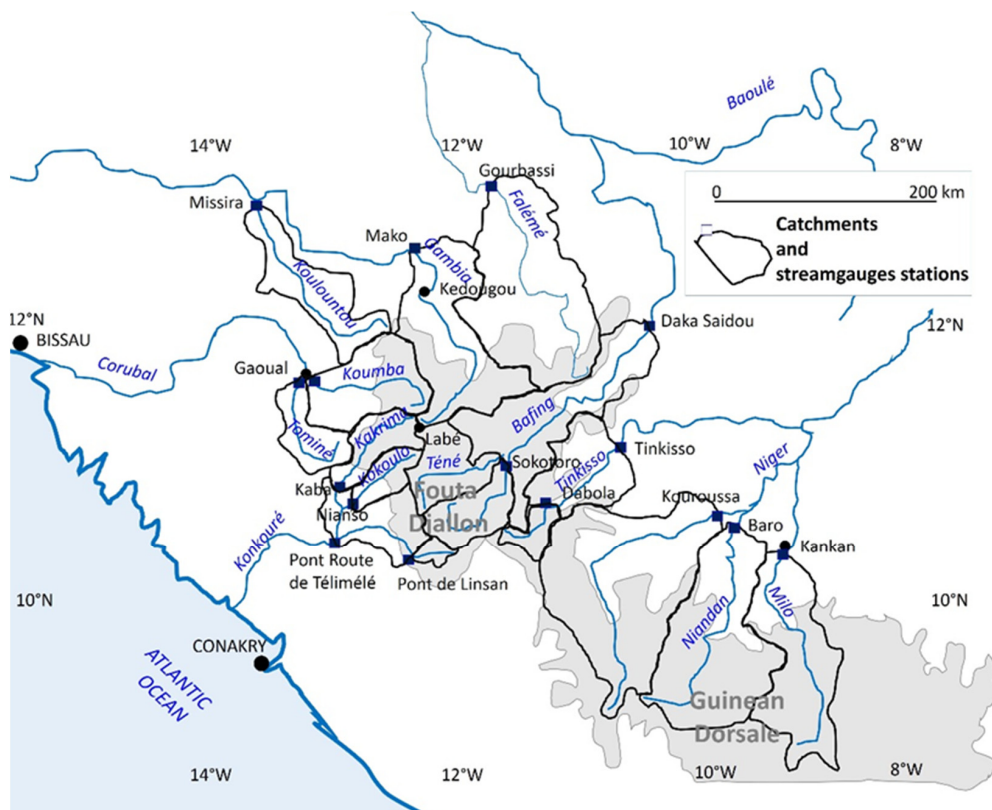 Baoulé
14°W
12°W
10°W
8°W
Gourbassi
0
200 km
Missira
Falémé
Catchments
and
streamgauges stations
Mako
Gambia
Koulountou
Kedougou
12°N
Daka Saidou
12°N
BISSAU
Corubal
Gaoual
Koumba
Bafing
Kakrima
Labé
Tomine
Kokoulo
Téné
Sokotoro
Tinkisso
Tinkisso
Niger
Kaba
Fouta
Djallon
Dabola
Kouroussa
Nianso
Baro
Kankan
Konkouré
Pont Route
de Télimélé
Pont de Linsan
10°N
10°N
Milo
Niandan
CONAKRY
ATLANTIC
OCEAN
Guinean
Dorsale
14°W
12°W
10°W
8°W